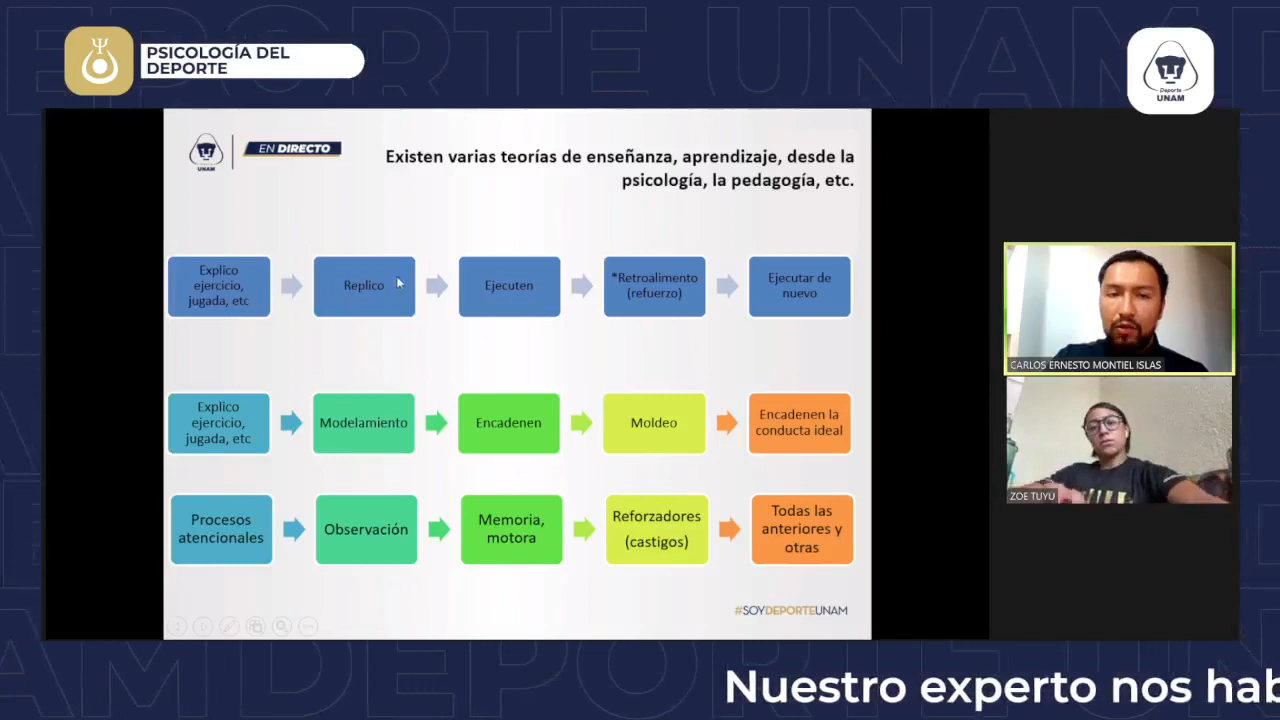 PSICOLOGÍA DEL
DEPORTE
Deporte
UNAM
UNAM
EN DIRECTO
Existen varias teorías de enseñanza, aprendizaje, desde la
psicología, la pedagogía, etc.
Explico
ejercicio,
jugada, etc
Replico
Ejecuten
*Retroalimento
(refuerzo)
Ejecutar de
nuevo
Explico
ejercicio,
jugada, etc
Modelamiento
Encadenen
Moldeo
Encadenen la
conducta ideal
Procesos
atencionales
Observación
Memoria,
motora
Reforzadores
(castigos)
Todas las
anteriores y
otras
#SOYDEPORTEUNAM
CARLOS ERNESTO MONTIEL ISLAS
ZOE TUYU
Nuestro experto nos hab